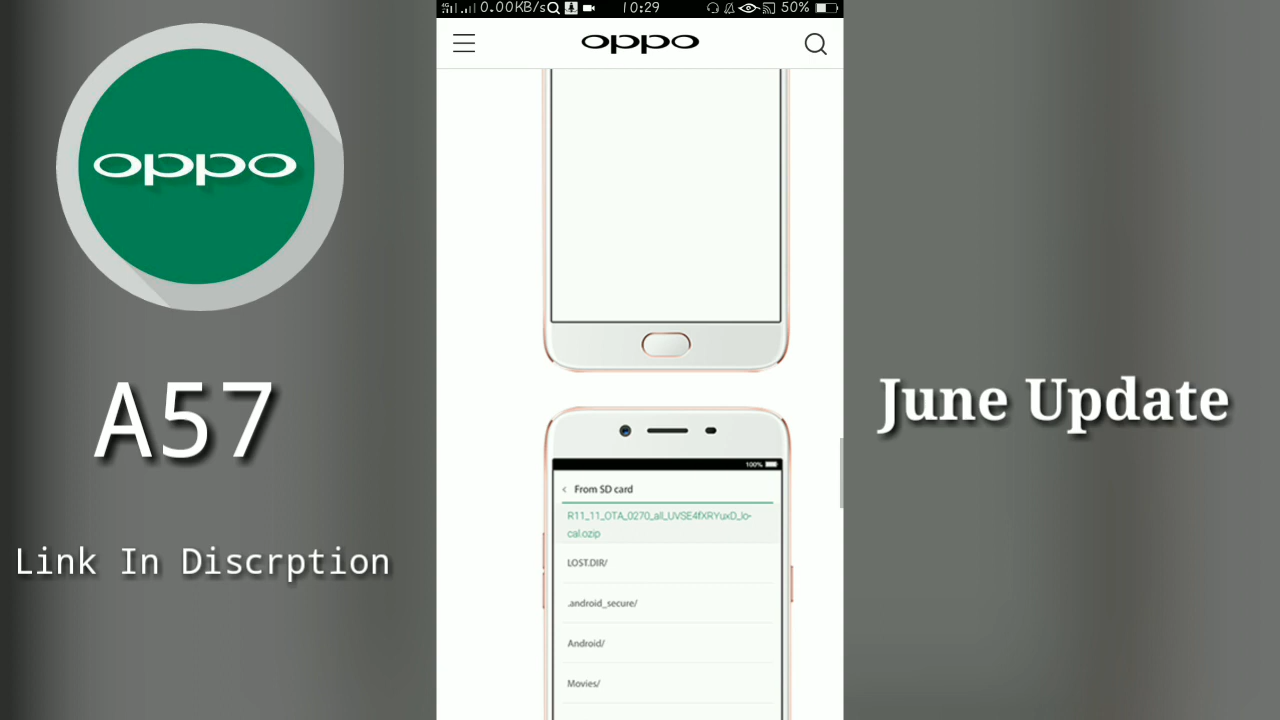 oppo
A57
Link In Discrption
0.00KB/s
10:29
50%
oppo
100%
From SD card
R11_11_OTA_0270_all_UVSE4fXRYuxD_lo-
cal.ozip
LOST.DIR/
.android_secure/
Android/
Movies/
June Update